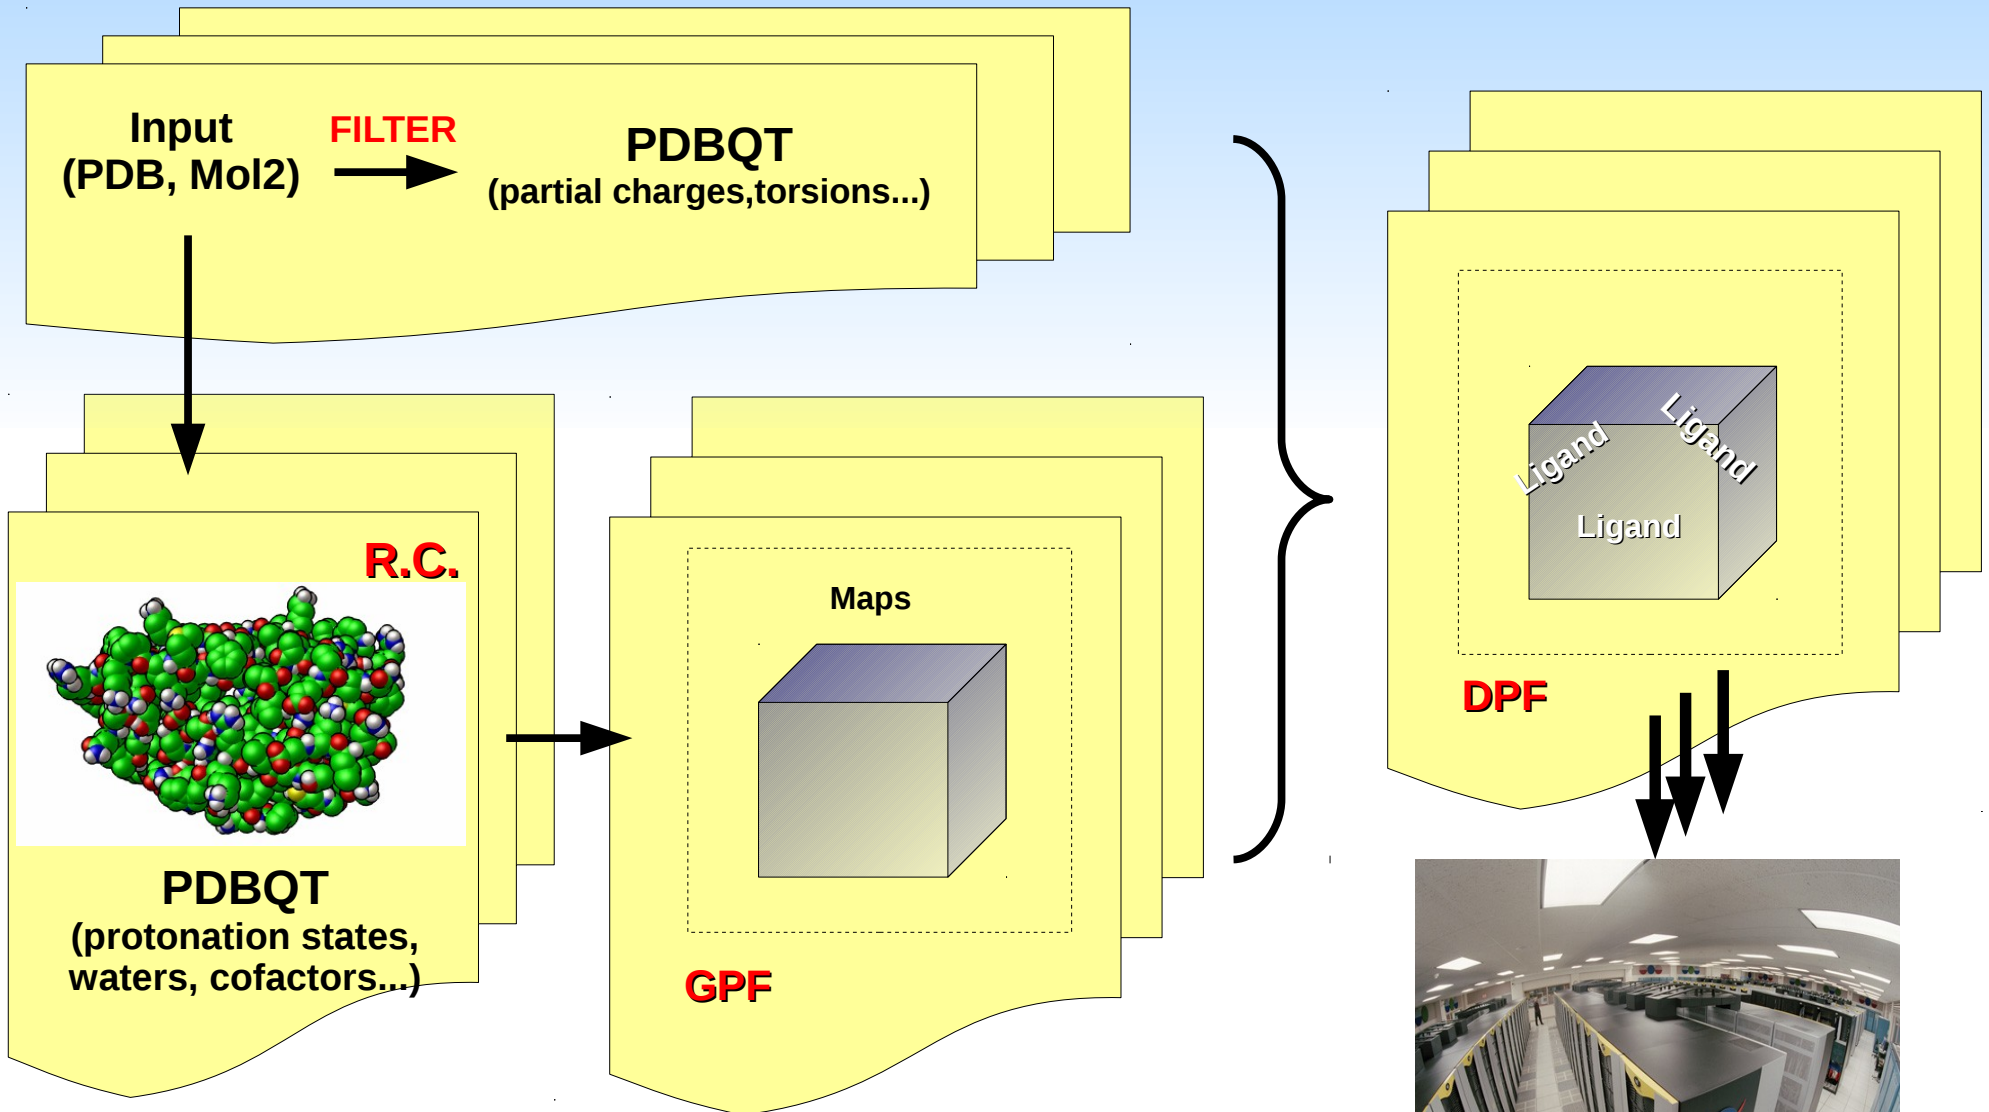 Input
(PDB, Mol2)
FILTER
PDBQT
(partial charges,torsions...)
R.C.
PDBQT
(protonation states,
waters, cofactors...)
Maps
GPF
Ligand
Ligand
Ligand
DPF